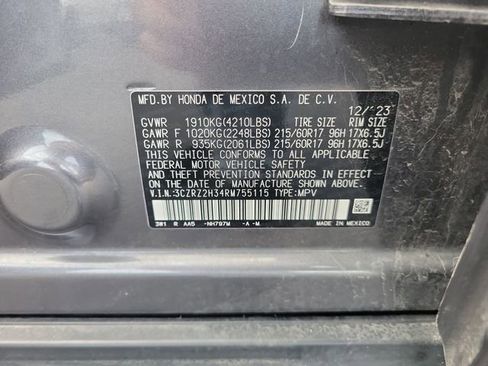 MFD.BY HONDA DE MEXICO S.A. DE C.V.
12/'23
GVWR 1910KG(4210LBS) TIRE SIZE RIM SIZE
GAWR F 1020KG(2248LBS) 215/60R17 96H 17X6.5J
GAWR R 935KG(2061LBS) 215/60R17 96H 17X6.5J
THIS VEHICLE CONFORMS TO ALL APPLICABLE
FEDERAL MOTOR VEHICLE SAFETY
AND THEFT PREVENTION STANDARDS IN EFFECT
ON THE DATE OF MANUFACTURE SHOWN ABOVE.
V.I.N.:3CZRZ2H34RM755115 TYPE:MPV
3W1 R AA5 -NH797M -A -M MADE IN MEXICO